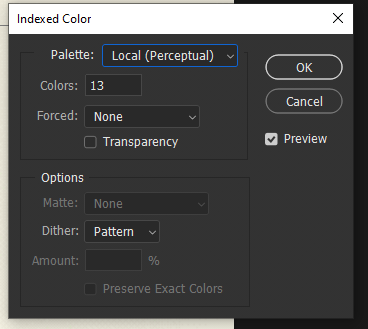 Indexed Color
Palette: Local (Perceptual)
OK
Colors: 13
Cancel
Forced: None
Transparency
Preview
Options
Matte: None
Dither: Pattern
Amount: %
Preserve Exact Colors